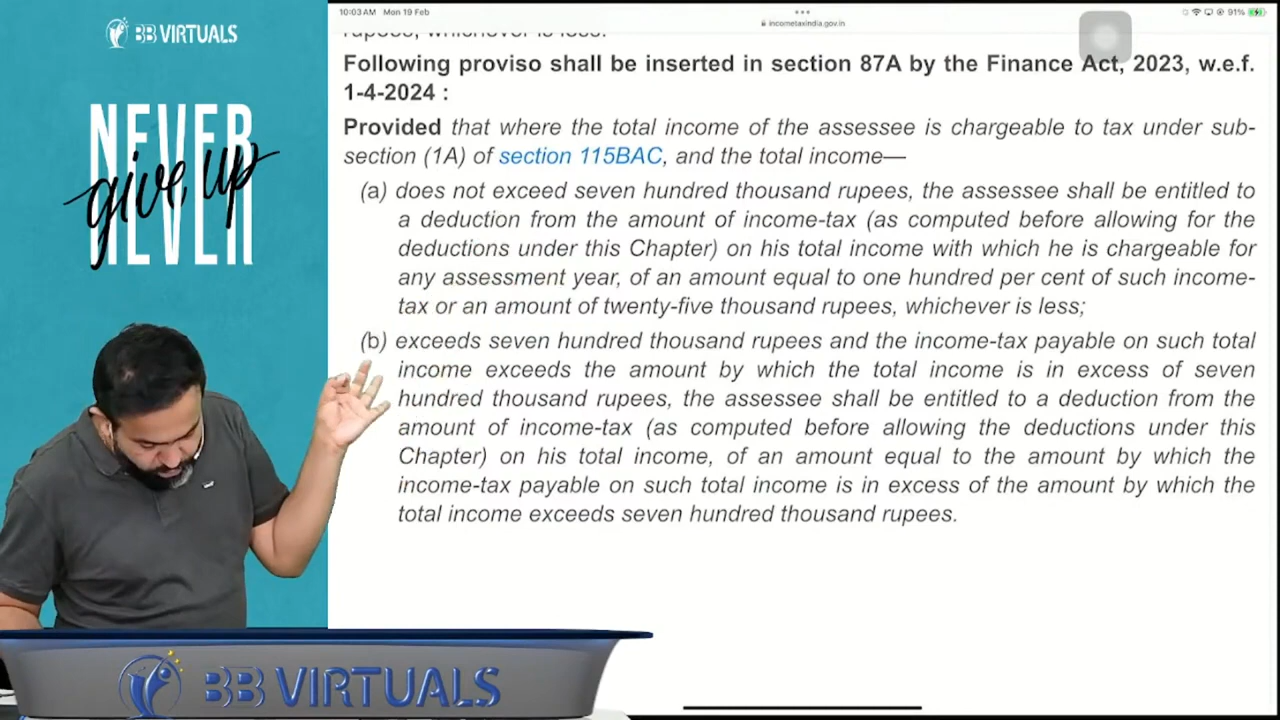 BB VIRTUALS
NEVER
give up
NEVER
10:03 AM Mon 19 Feb
91%
incometaxindia.gov.in
rupees, whichever is less.
Following proviso shall be inserted in section 87A by the Finance Act, 2023, w.e.f.
1-4-2024 :
Provided that where the total income of the assessee is chargeable to tax under sub-
section (1A) of section 115BAC, and the total income—
(a) does not exceed seven hundred thousand rupees, the assessee shall be entitled to
a deduction from the amount of income-tax (as computed before allowing for the
deductions under this Chapter) on his total income with which he is chargeable for
any assessment year, of an amount equal to one hundred per cent of such income-
tax or an amount of twenty-five thousand rupees, whichever is less;
(b) exceeds seven hundred thousand rupees and the income-tax payable on such total
income exceeds the amount by which the total income is in excess of seven
hundred thousand rupees, the assessee shall be entitled to a deduction from the
amount of income-tax (as computed before allowing the deductions under this
Chapter) on his total income, of an amount equal to the amount by which the
income-tax payable on such total income is in excess of the amount by which the
total income exceeds seven hundred thousand rupees.
BB VIRTUALS